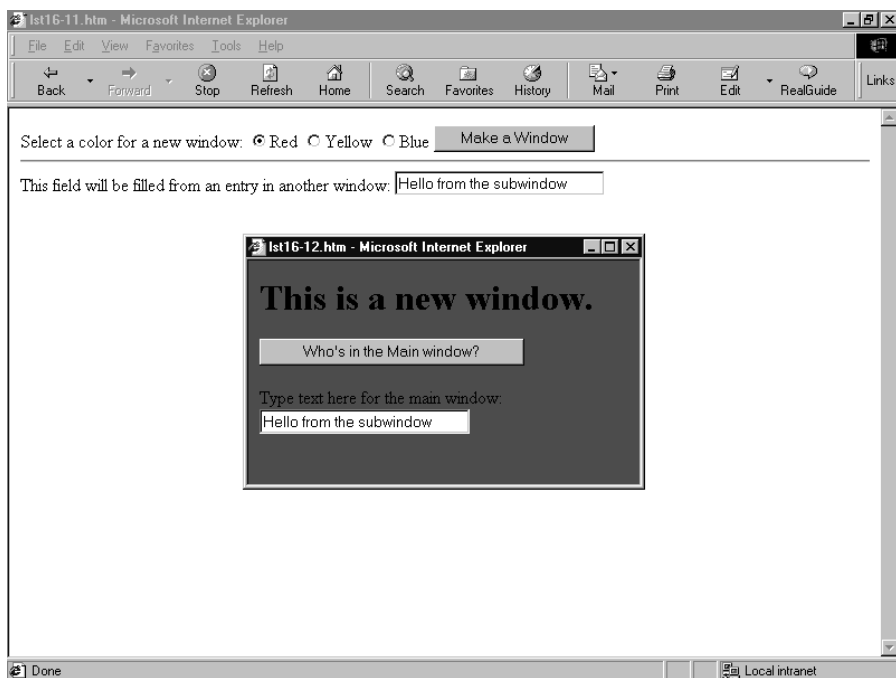 lst16-11.htm - Microsoft Internet Explorer
File Edit View Favorites Tools Help
Back Forward Stop Refresh Home Search Favorites History Mail Print Edit RealGuide Links
Select a color for a new window: Red Yellow Blue Make a Window
This field will be filled from an entry in another window: Hello from the subwindow
lst16-12.htm - Microsoft Internet Explorer
This is a new window.
Who's in the Main window?
Type text here for the main window:
Hello from the subwindow
Done Local intranet